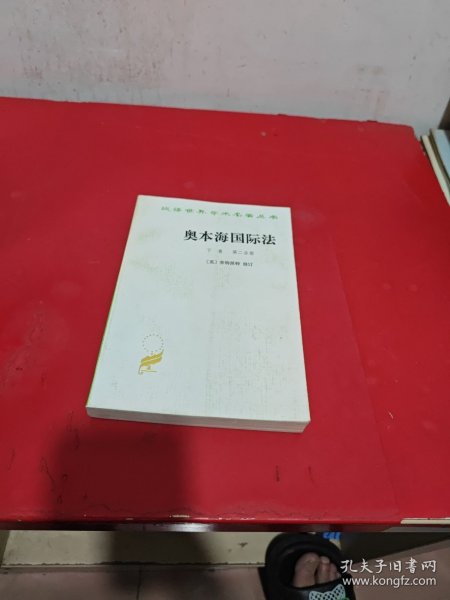 汉译世界学术名著丛书
奥本海国际法
下卷 第二分册
〔英〕劳特派特 修订
孔夫子旧书网
www.kongfz.com